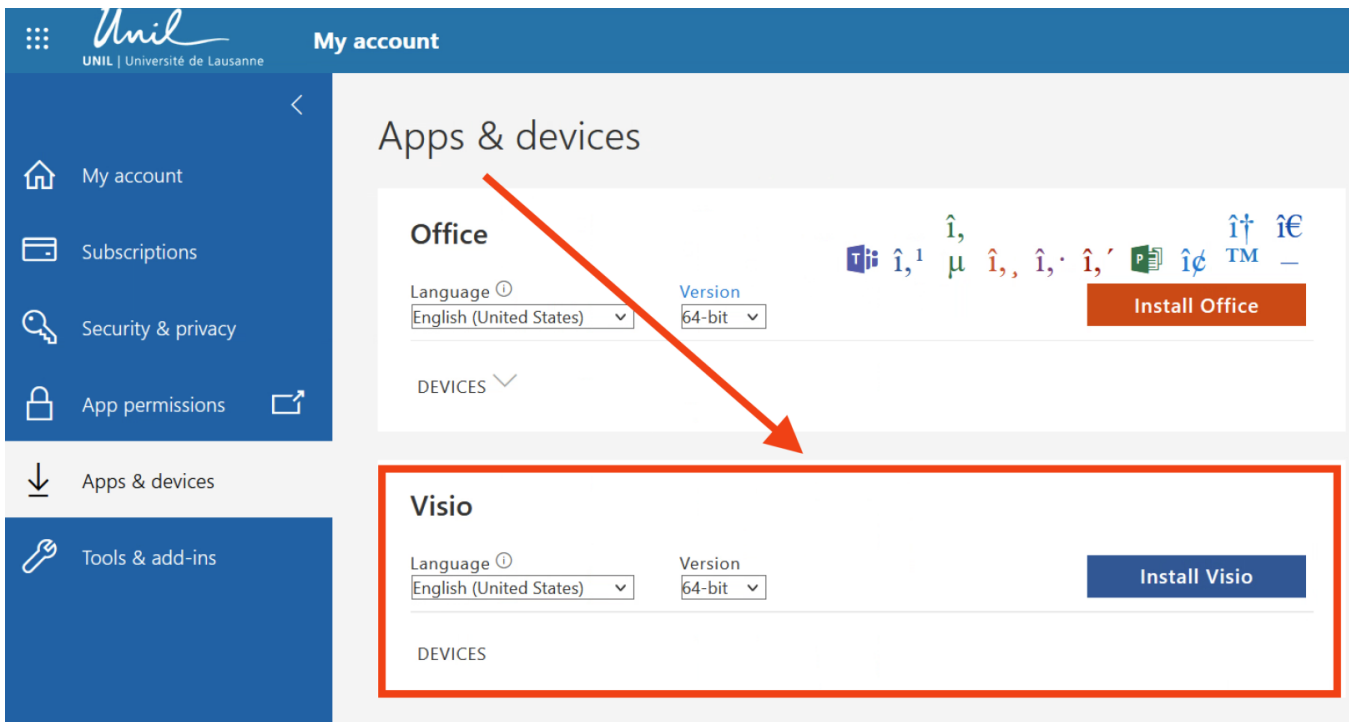 Unil
UNIL | Université de Lausanne
My account
My account
Subscriptions
Security & privacy
App permissions
Apps & devices
Tools & add-ins
Apps & devices
Office
î‚ î† î€
î‚¹ µ î‚¸ î‚· î‚´ P î¢ ™ –
Language Version
English (United States) 64-bit
Install Office
DEVICES
Visio
Language Version
English (United States) 64-bit
Install Visio
DEVICES